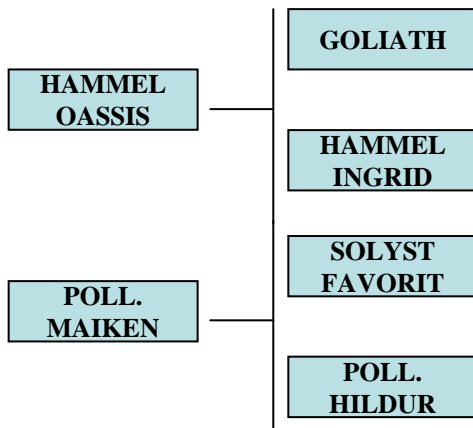 GOLIATH
HAMMEL
OASSIS
HAMMEL
INGRID
SOLYST
FAVORIT
POLL.
MAIKEN
POLL.
HILDUR